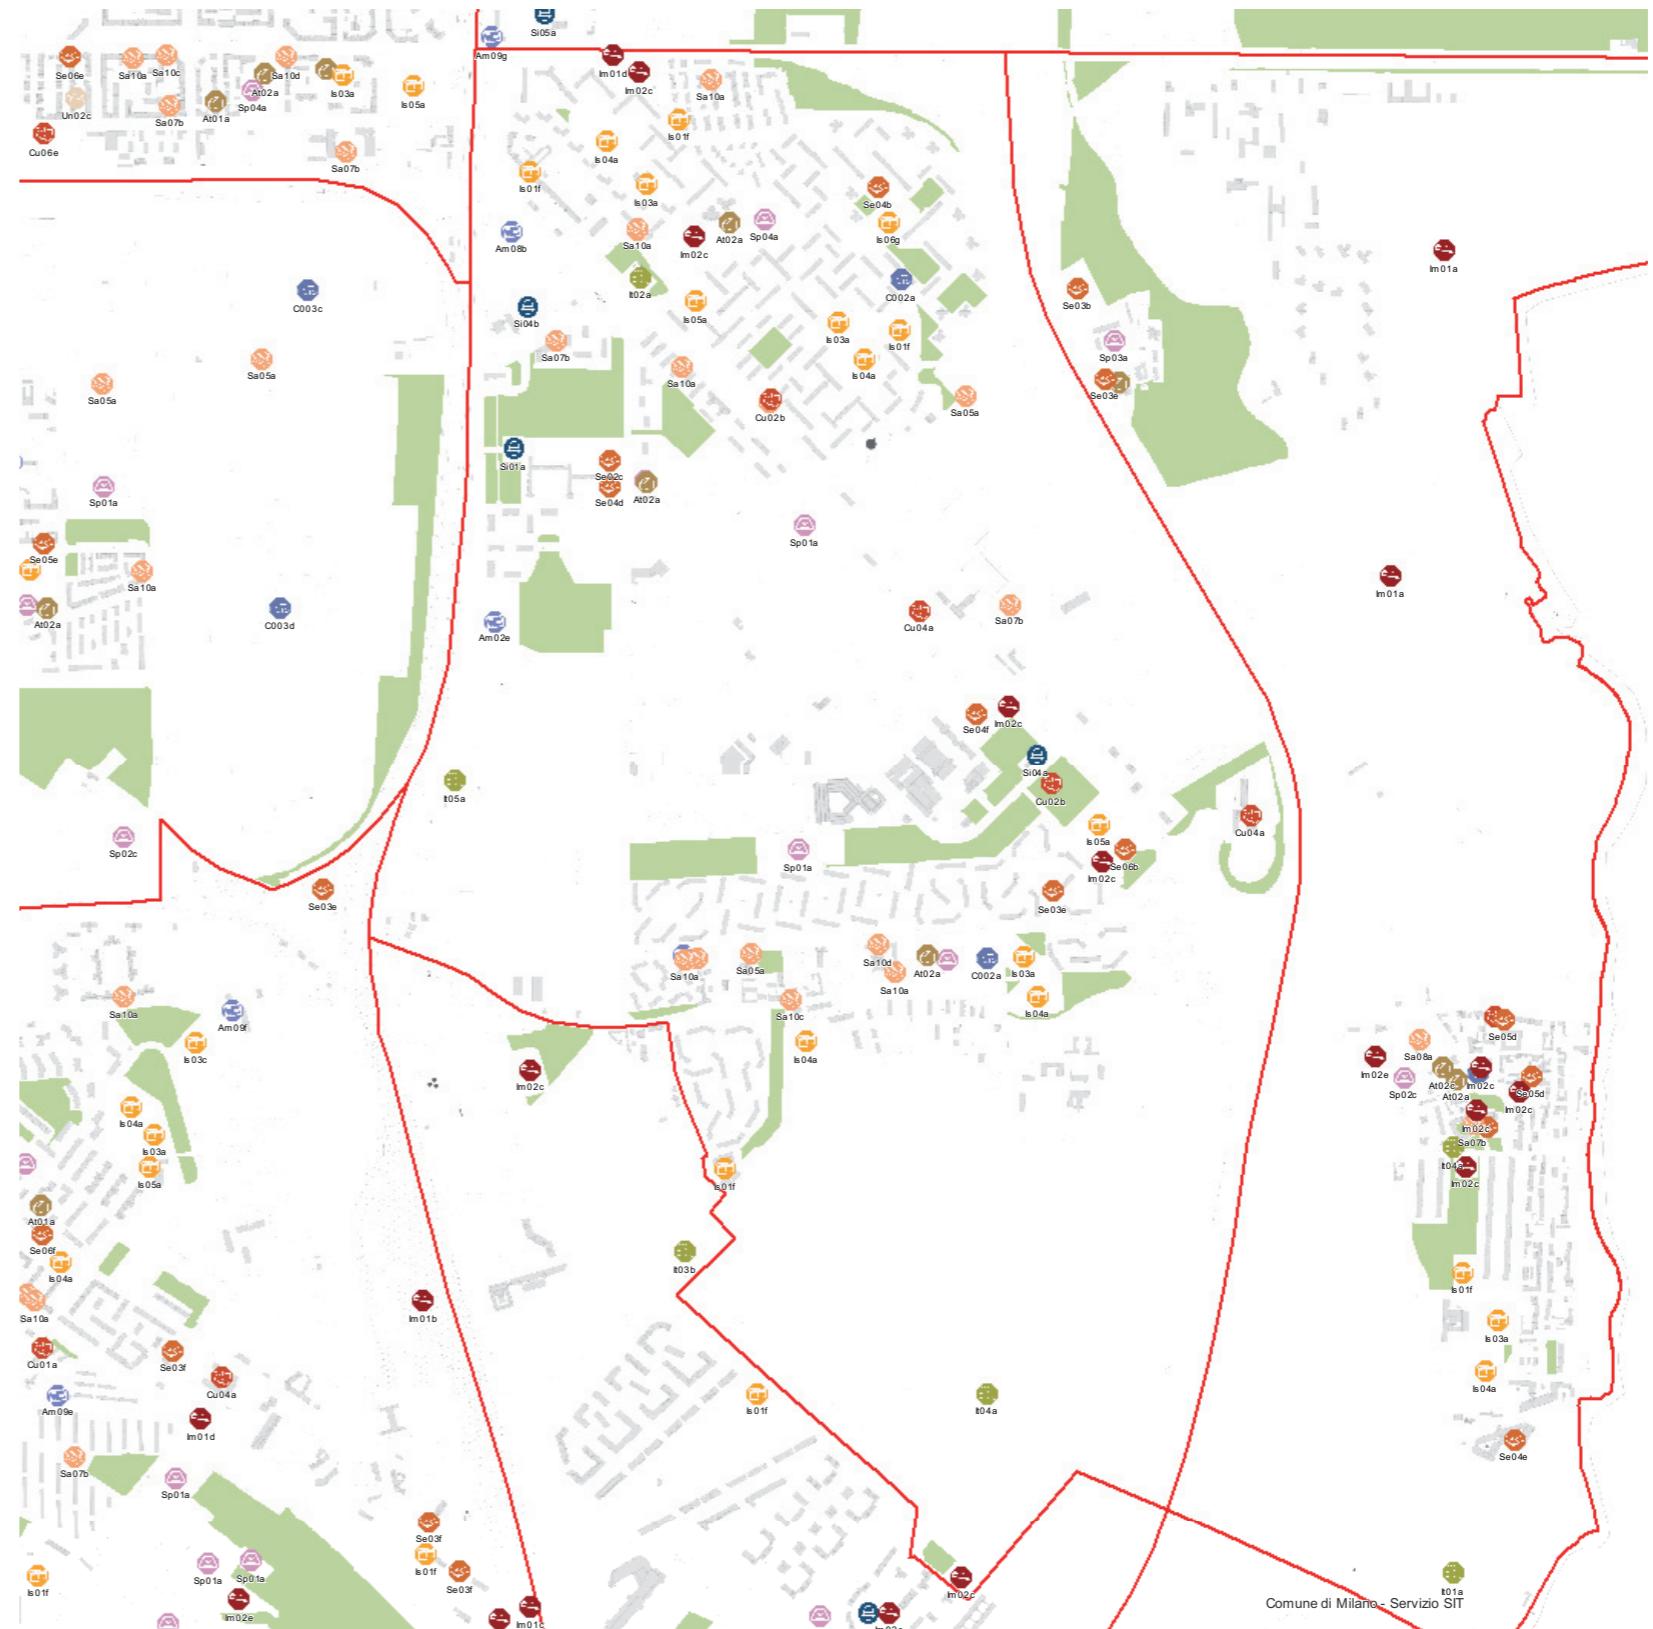 Si05a
Am09g
Se06e
Sa10a
Sa10c
Sa10d
At02a
Is03a
Is05a
Im01d
Im02c
Sa10a
Un02c
Sa07b
At01a
Sp04a
Is01f
Cu06e
Sa07b
Is04a
Is01f
Is03a
Se04b
Am08b
Sa10a
Im02c
At02a
Sp04a
Is06g
Im01a
C003c
It02a
C002a
Se03b
Si04b
Is05a
Sa05a
Sa07b
Is03a
Is01f
Sp03a
Sa05a
Sa10a
Is04a
Se03e
Cu02b
Sa05a
Si01a
Se02c
Sp01a
Se04d
At02a
Sp01a
Se05e
Sa10a
Im01a
At02a
C003d
Am02e
Cu04a
Sa07b
Se04f
Im02c
Si04a
It05a
Cu02b
Sp02c
Is05a
Cu04a
Sp01a
Im02c
Se06b
Se03e
Se03e
Sa10a
Sa05a
Sa10d
At02a
C002a
Is03a
Sa10a
Sa10a
Am09f
Sa10c
Is04a
Is03c
Is04a
Se05d
Im02c
Im02e
Sa08a
At02c
Im02c
Sp02c
At02a
Se05d
Im02c
Is04a
Im02c
Is03a
Sa07b
Is05a
Is01f
It04a
Im02c
At01a
Se06f
Is04a
It03b
Is01f
Sa10a
Im01b
Is03a
Cu01a
Se03f
Cu04a
Is01f
It04a
Is04a
Am09e
Im01d
Se04e
Sa07b
Sp01a
Se03f
Is01f
Sp01a
Sp01a
Is01f
Se03f
Im02c
It01a
Im02e
Im01c
Comune di Milano - Servizio SIT